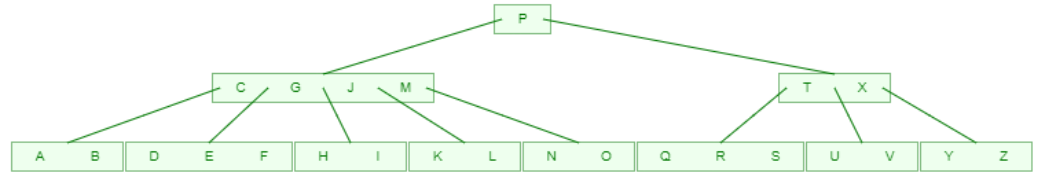 P
C G J M T X
A B D E F H I K L N O Q R S U V Y Z